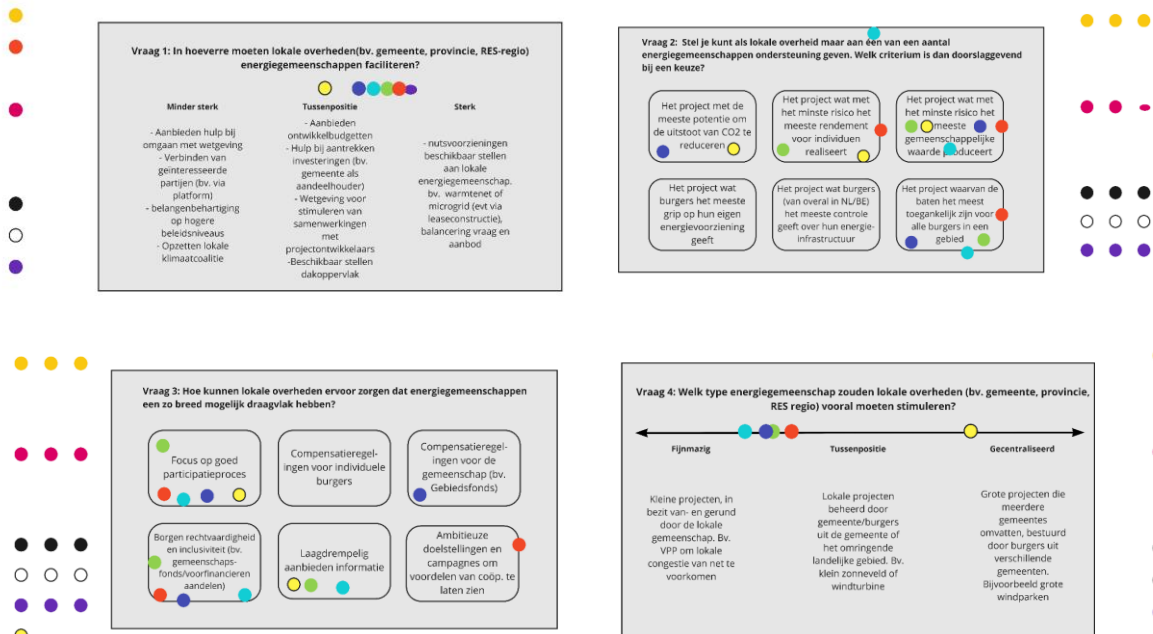 Vraag 1: In hoeverre moeten lokale overheden(bv. gemeente, provincie, RES-regio)
energiegemeenschappen faciliteren?
Minder sterk
- Aanbieden hulp bij
omgaan met wetgeving
- Verbinden van
geïnteresseerde
partijen (bv. via
platform)
- belangenbehartiging
op hogere
beleidsniveaus
- Opzetten lokale
klimaatcoalitie
Tussenpositie
- Aanbieden
ontwikkelbudgetten
- Hulp bij aantrekken
investeringen (bv.
gemeente als
aandeelhouder)
- Wetgeving voor
stimuleren van
samenwerkingen
met
projectontwikkelaars
-Beschikbaar stellen
dakoppervlak
Sterk
- nutsvoorzieningen
beschikbaar stellen
aan lokale
energiegemeenschap.
bv. warmtenet of
microgrid (evt via
leaseconstructie),
balancering vraag en
aanbod
Vraag 2: Stel je kunt als lokale overheid maar aan één van een aantal
energiegemeenschappen ondersteuning geven. Welk criterium is dan doorslaggevend
bij een keuze?
Het project met de
meeste potentie om
de uitstoot van CO2 te
reduceren
Het project wat met
het minste risico het
meeste rendement
voor individuen
realiseert
Het project wat met
het minste risico het
meeste
gemeenschappelijke
waarde produceert
Het project wat
burgers het meeste
grip op hun eigen
energievoorziening
geeft
Het project wat burgers
(van overal in NL/BE)
het meeste controle
geeft over hun energie-
infrastructuur
Het project waarvan de
baten het meest
toegankelijk zijn voor
alle burgers in een
gebied
Vraag 3: Hoe kunnen lokale overheden ervoor zorgen dat energiegemeenschappen
een zo breed mogelijk draagvlak hebben?
Focus op goed
participatieproces
Compensatieregel-
ingen voor individuele
burgers
Compensatieregel-
ingen voor de
gemeenschap (bv.
Gebiedsfonds)
Borgen rechtvaardigheid
en inclusiviteit (bv.
gemeenschaps-
fonds/voorfinancieren
aandelen)
Laagdrempelig
aanbieden informatie
Ambitieuze
doelstellingen en
campagnes om
voordelen van coöp. te
laten zien
Vraag 4: Welk type energiegemeenschap zouden lokale overheden (bv. gemeente, provincie,
RES regio) vooral moeten stimuleren?
Fijnmazig
Kleine projecten, in
bezit van- en gerund
door de lokale
gemeenschap. Bv.
VPP om lokale
congestie van net te
voorkomen
Tussenpositie
Lokale projecten
beheerd door
gemeente/burgers
uit de gemeente of
het omringende
landelijke gebied. Bv.
klein zonneveld of
windturbine
Gecentraliseerd
Grote projecten die
meerdere
gemeentes
omvatten, bestuurd
door burgers uit
verschillende
gemeenten.
Bijvoorbeeld grote
windparken